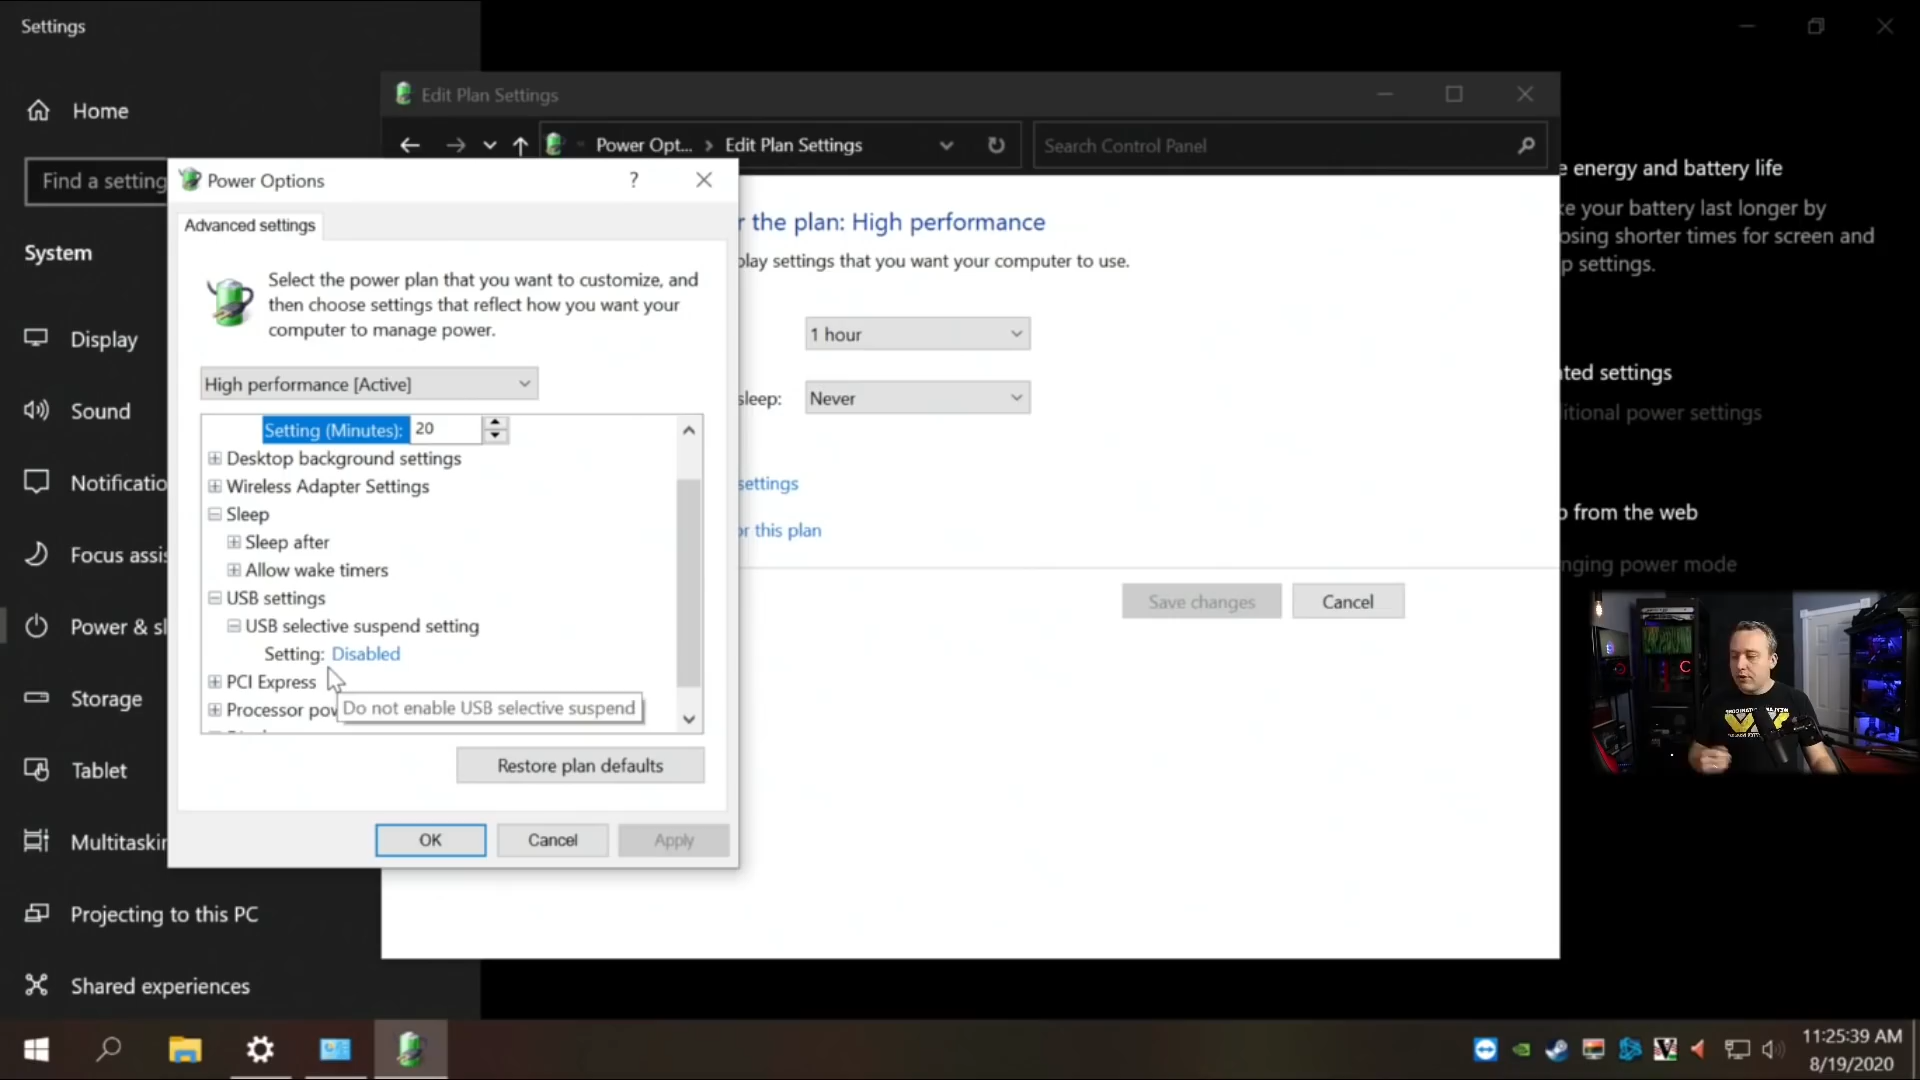 Settings
Home
Find a setting
System
Display
Sound
Notificatio
Focus assis
Power & sl
Storage
Tablet
Multitaskin
Projecting to this PC
Shared experiences
Edit Plan Settings
Power Opt... > Edit Plan Settings
Search Control Panel
r the plan: High performance
play settings that you want your computer to use.
1 hour
sleep:
Never
settings
or this plan
Save changes
Cancel
Power Options
?
Advanced settings
Select the power plan that you want to customize, and
then choose settings that reflect how you want your
computer to manage power.
High performance [Active]
Setting (Minutes): 20
Desktop background settings
Wireless Adapter Settings
Sleep
Sleep after
Allow wake timers
USB settings
USB selective suspend setting
Setting: Disabled
PCI Express
Processor pow
Do not enable USB selective suspend
Restore plan defaults
OK
Cancel
Apply
e energy and battery life
ke your battery last longer by
osing shorter times for screen and
p settings.
ated settings
itional power settings
p from the web
nging power mode
11:25:39 AM
8/19/2020